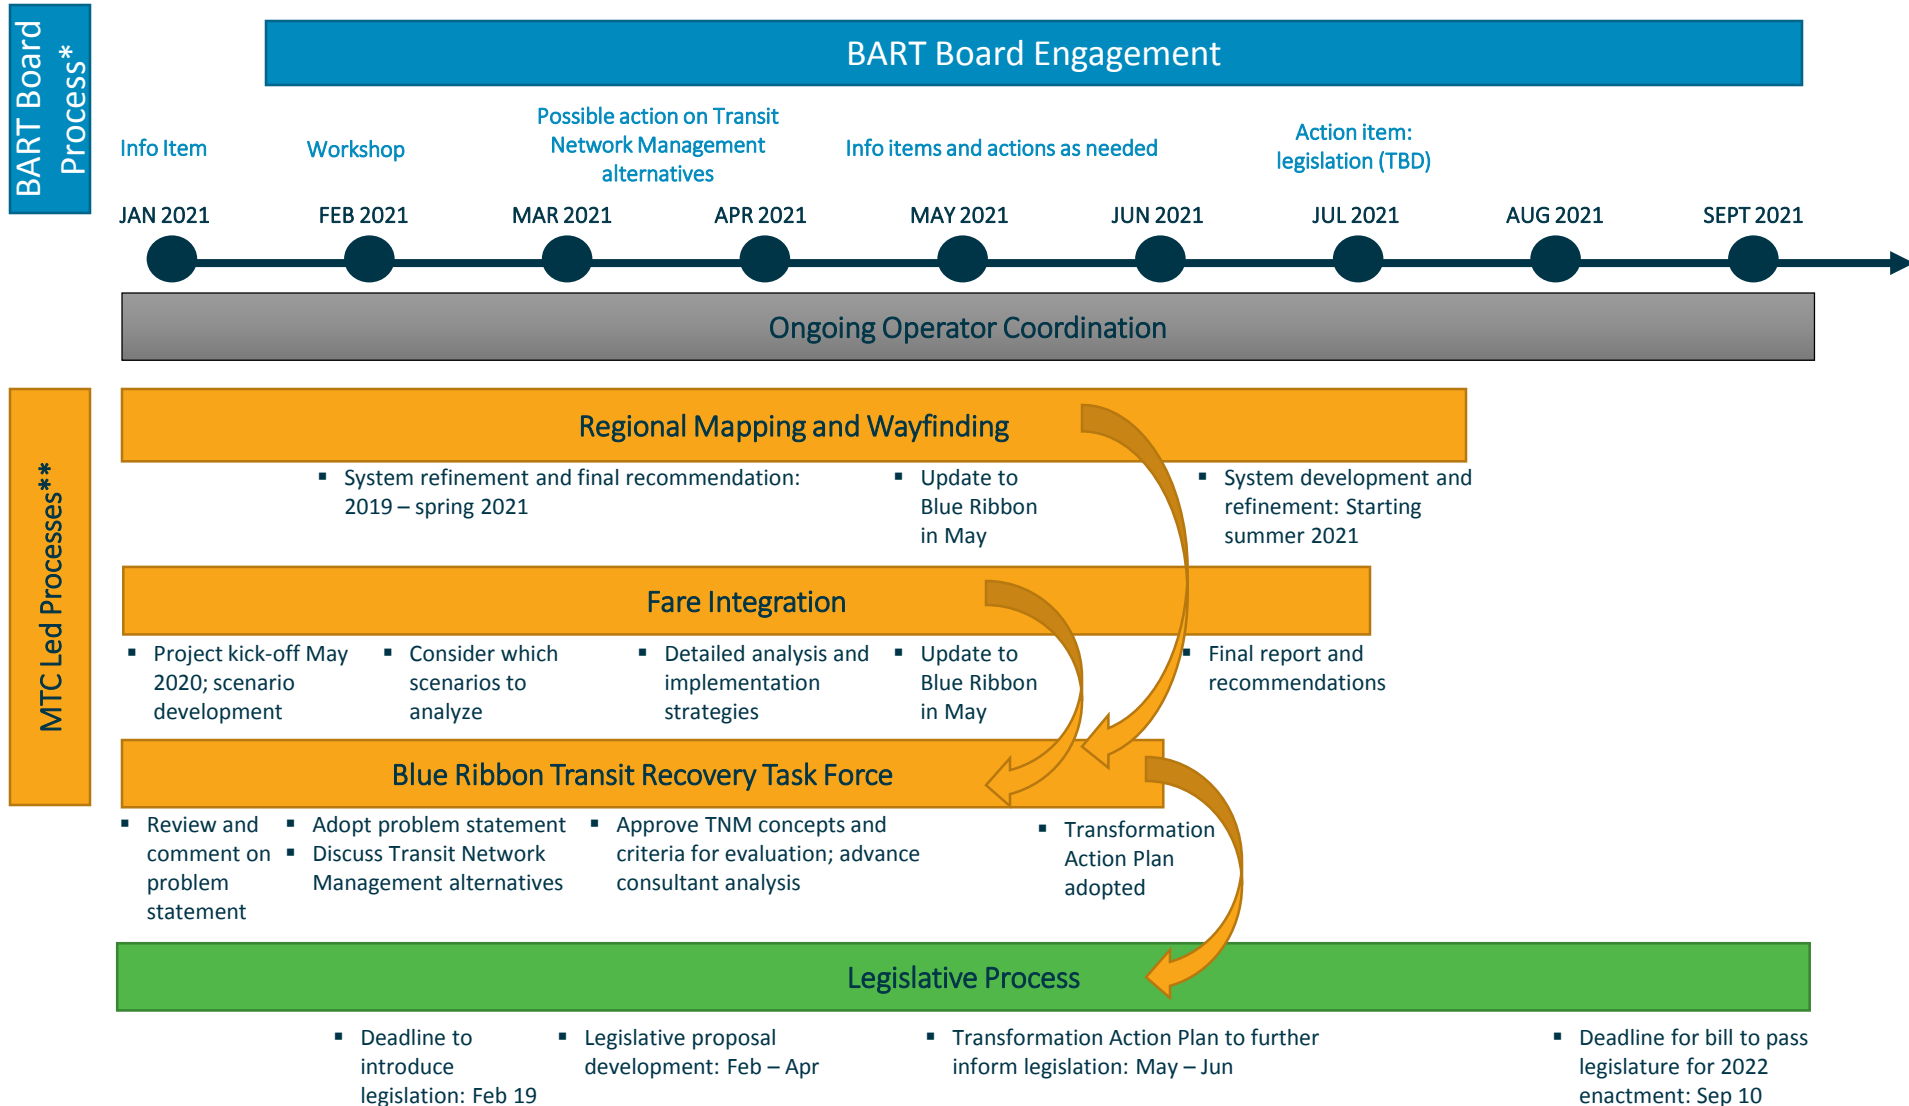 BART Board
Process*
BART Board Engagement
Info Item
Workshop
Possible action on Transit
Network Management
alternatives
Info items and actions as needed
Action item:
legislation (TBD)
JAN 2021
FEB 2021
MAR 2021
APR 2021
MAY 2021
JUN 2021
JUL 2021
AUG 2021
SEPT 2021
Ongoing Operator Coordination
MTC Led Processes**
Regional Mapping and Wayfinding
▪ System refinement and final recommendation:
2019 – spring 2021
▪ Update to
Blue Ribbon
in May
▪ System development and
refinement: Starting
summer 2021
Fare Integration
▪ Project kick-off May
2020; scenario
development
▪ Consider which
scenarios to
analyze
▪ Detailed analysis and
implementation
strategies
▪ Update to
Blue Ribbon
in May
▪ Final report and
recommendations
Blue Ribbon Transit Recovery Task Force
▪ Review and
comment on
problem
statement
▪ Adopt problem statement
▪ Discuss Transit Network
Management alternatives
▪ Approve TNM concepts and
criteria for evaluation; advance
consultant analysis
▪ Transformation
Action Plan
adopted
Legislative Process
▪ Deadline to
introduce
legislation: Feb 19
▪ Legislative proposal
development: Feb – Apr
▪ Transformation Action Plan to further
inform legislation: May – Jun
▪ Deadline for bill to pass
legislature for 2022
enactment: Sep 10